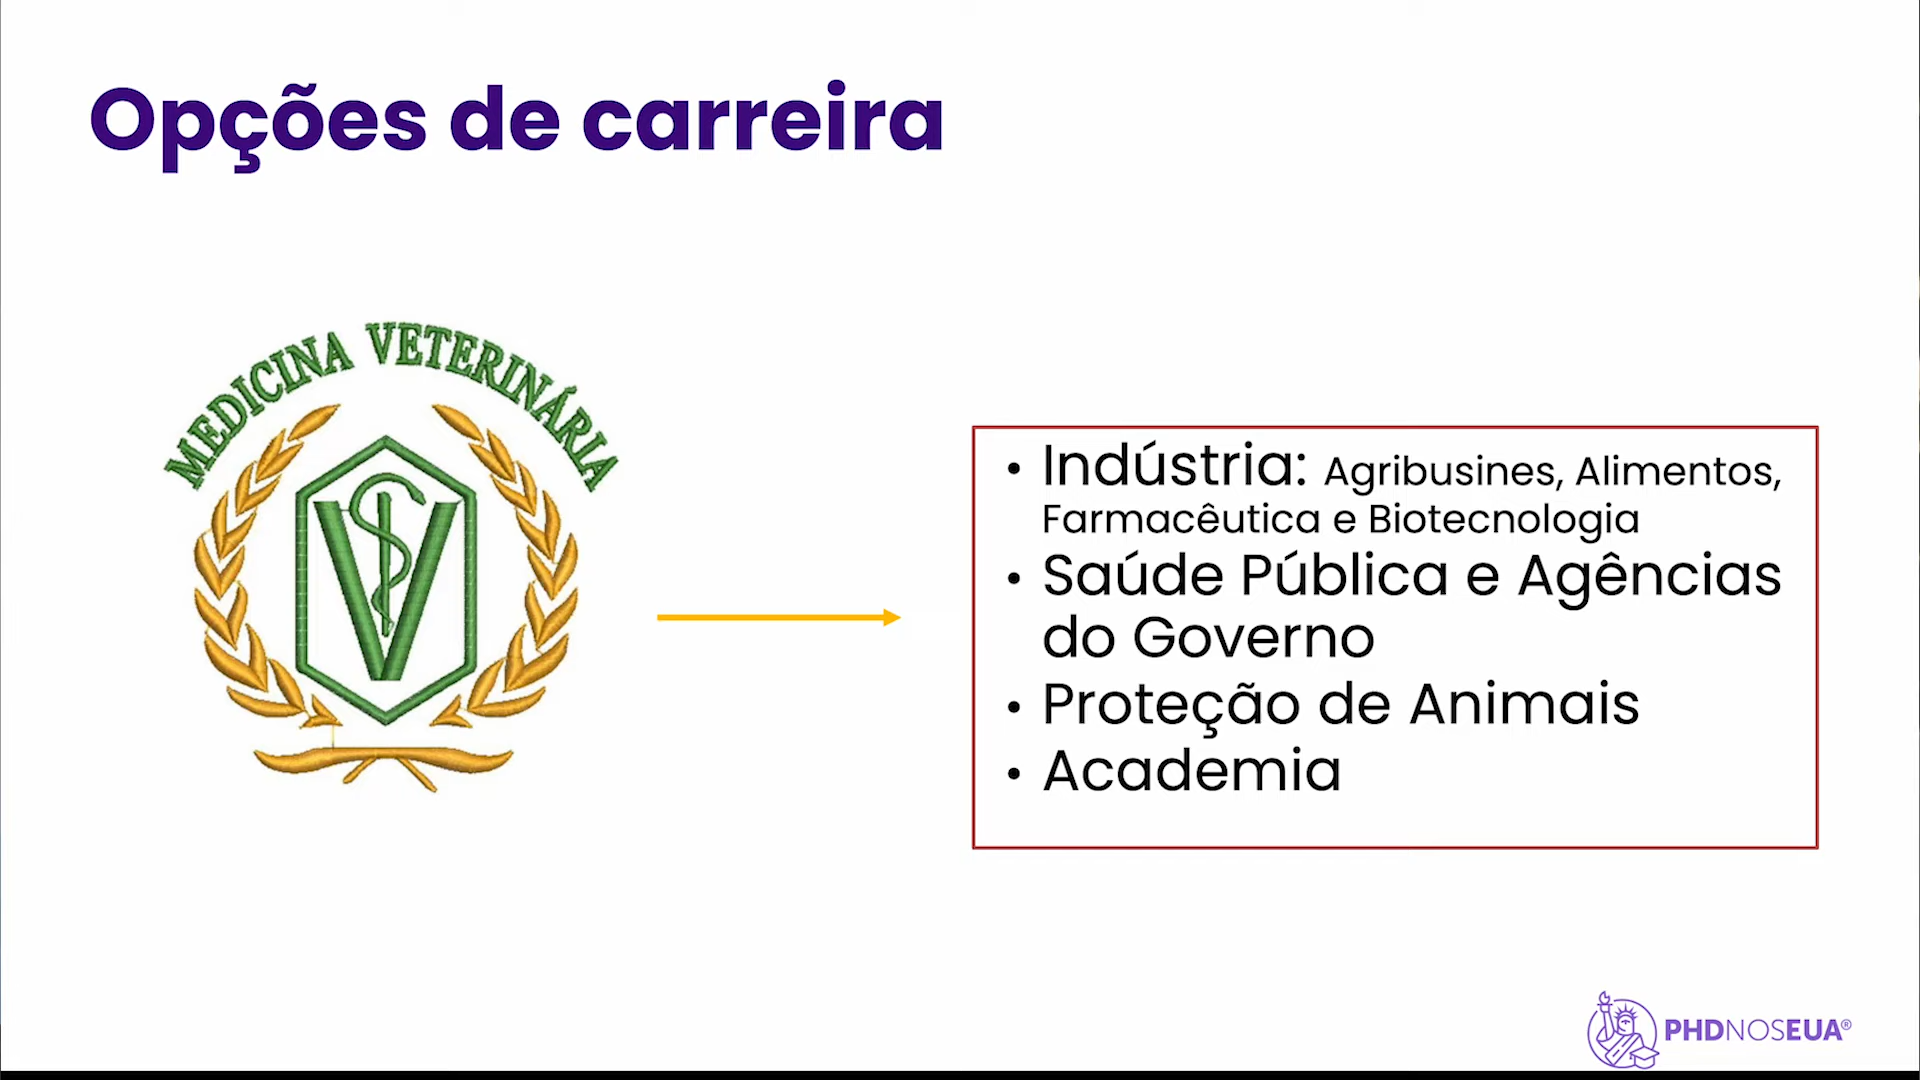 Opções de carreira
MEDICINA VETERINÁRIA
V
• Indústria: Agribusines, Alimentos,
Farmacêutica e Biotecnologia
• Saúde Pública e Agências
do Governo
• Proteção de Animais
• Academia
PHDNOSEUA®